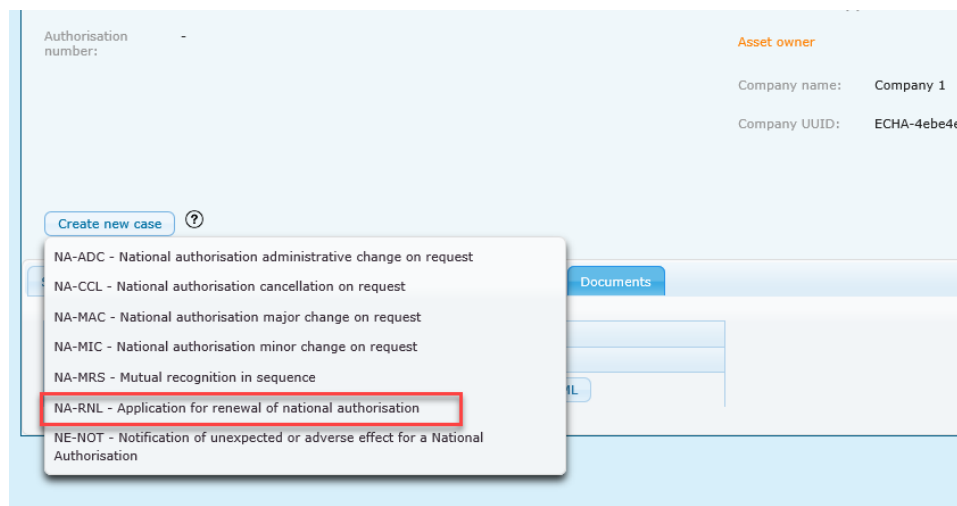 Authorisation number:
-
Asset owner
Company name: Company 1
Company UUID: ECHA-4ebe4e
Create new case ?
NA-ADC - National authorisation administrative change on request
NA-CCL - National authorisation cancellation on request
NA-MAC - National authorisation major change on request
NA-MIC - National authorisation minor change on request
NA-MRS - Mutual recognition in sequence
NA-RNL - Application for renewal of national authorisation
NE-NOT - Notification of unexpected or adverse effect for a National
Authorisation
Documents